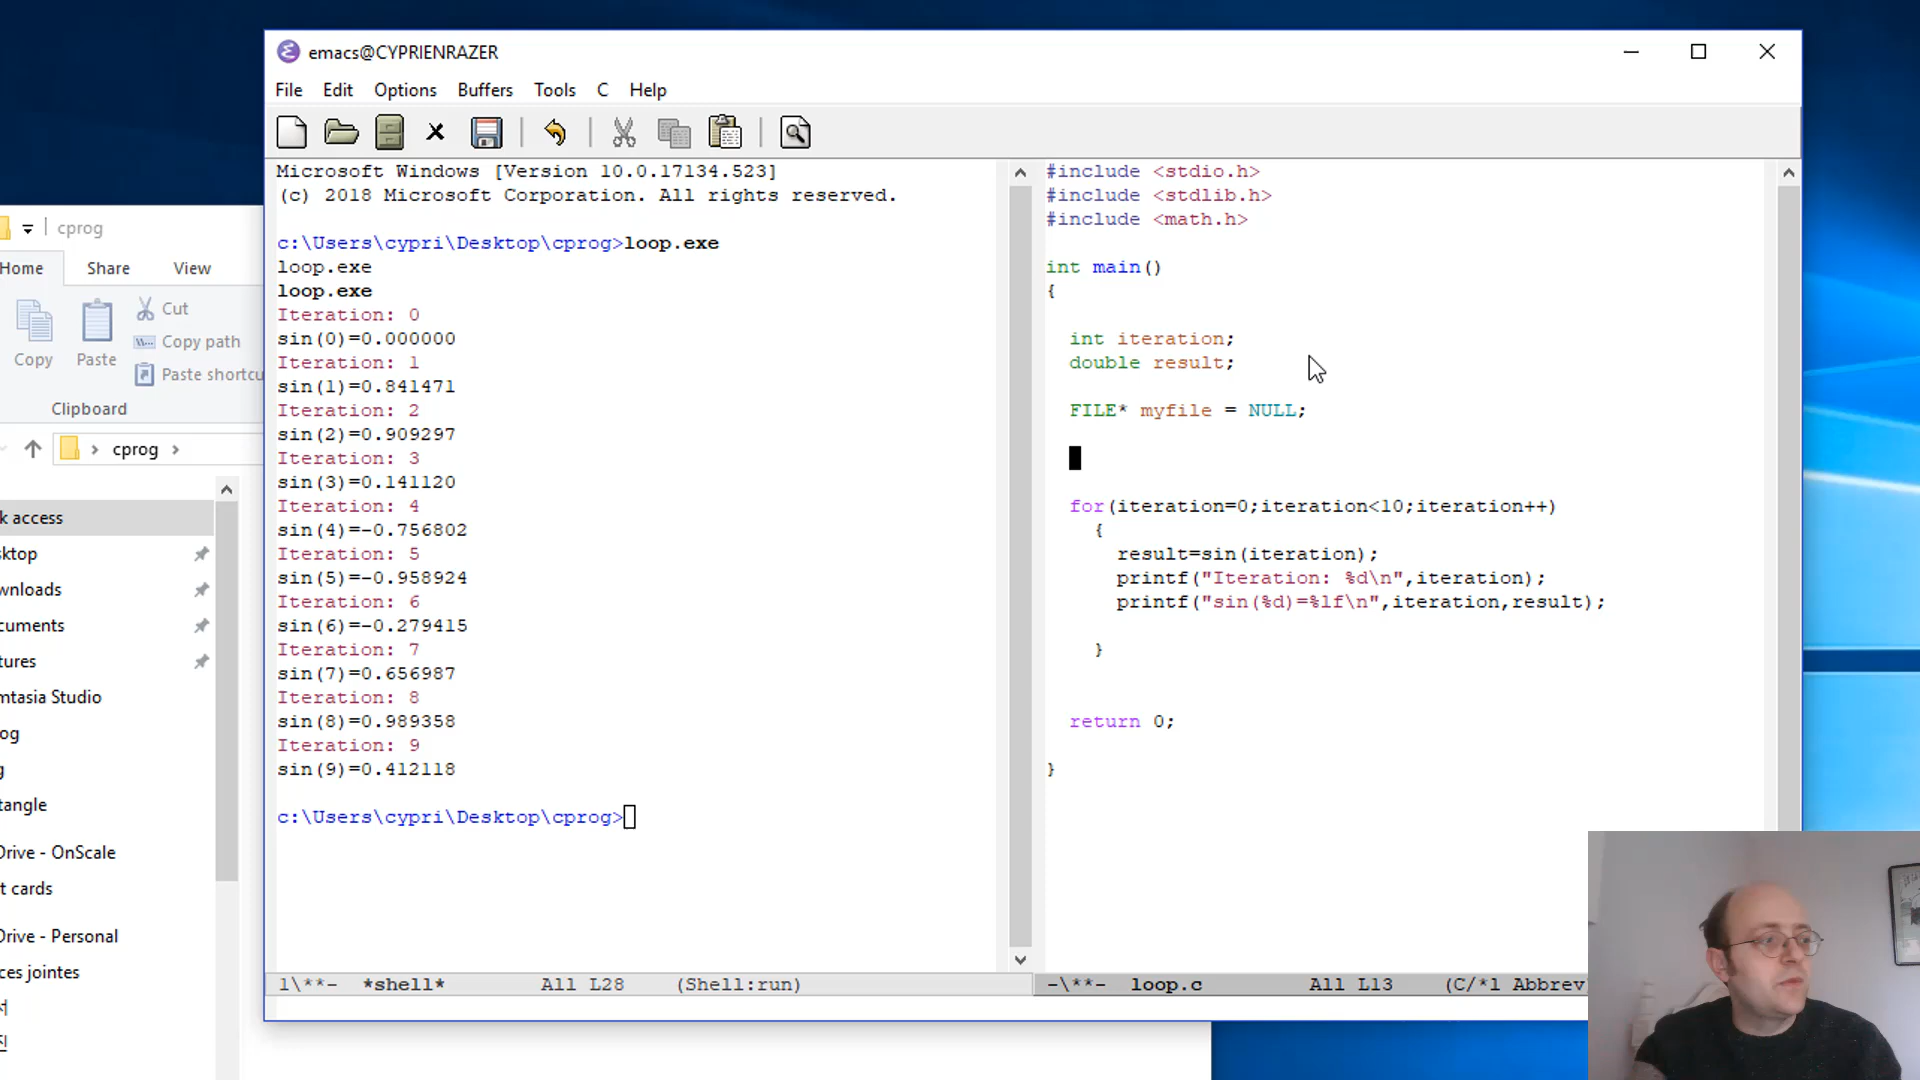 emacs@CYPRIENRAZER
File Edit Options Buffers Tools C Help
Microsoft Windows [Version 10.0.17134.523]
(c) 2018 Microsoft Corporation. All rights reserved.
c:\Users\cypri\Desktop\cprog>loop.exe
loop.exe
loop.exe
Iteration: 0
sin(0)=0.000000
Iteration: 1
sin(1)=0.841471
Iteration: 2
sin(2)=0.909297
Iteration: 3
sin(3)=0.141120
Iteration: 4
sin(4)=-0.756802
Iteration: 5
sin(5)=-0.958924
Iteration: 6
sin(6)=-0.279415
Iteration: 7
sin(7)=0.656987
Iteration: 8
sin(8)=0.989358
Iteration: 9
sin(9)=0.412118
c:\Users\cypri\Desktop\cprog>
l\**- *shell* All L28 (Shell:run)
#include <stdio.h>
#include <stdlib.h>
#include <math.h>
int main()
{
int iteration;
double result;
FILE* myfile = NULL;
for(iteration=0;iteration<10;iteration++)
{
result=sin(iteration);
printf("Iteration: %d\n",iteration);
printf("sin(%d)=%lf\n",iteration,result);
}
return 0;
}
-\**- loop.c All L13 (C/*l Abbrev
cprog
Home Share View
Copy
Paste
Cut
Copy path
Paste shortcu
Clipboard
cprog
k access
sktop
wnloads
cuments
tures
mtasia Studio
og
g
tangle
Drive - OnScale
t cards
Drive - Personal
ces jointes